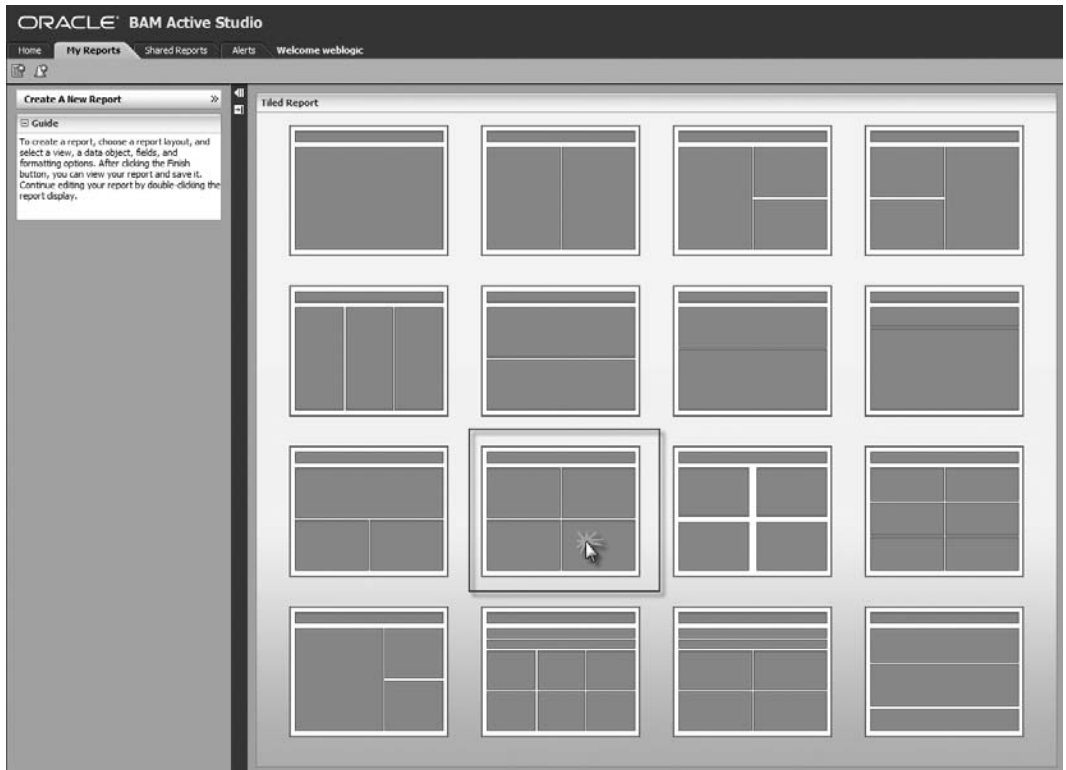 ORACLE® BAM Active Studio
Home My Reports Shared Reports Alerts Welcome weblogic
Create A New Report »
Guide
To create a report, choose a report layout, and
select a view, a data object, fields, and
formatting options. After clicking the Finish
button, you can view your report and save it.
Continue editing your report by double-clicking the
report display.
Tiled Report